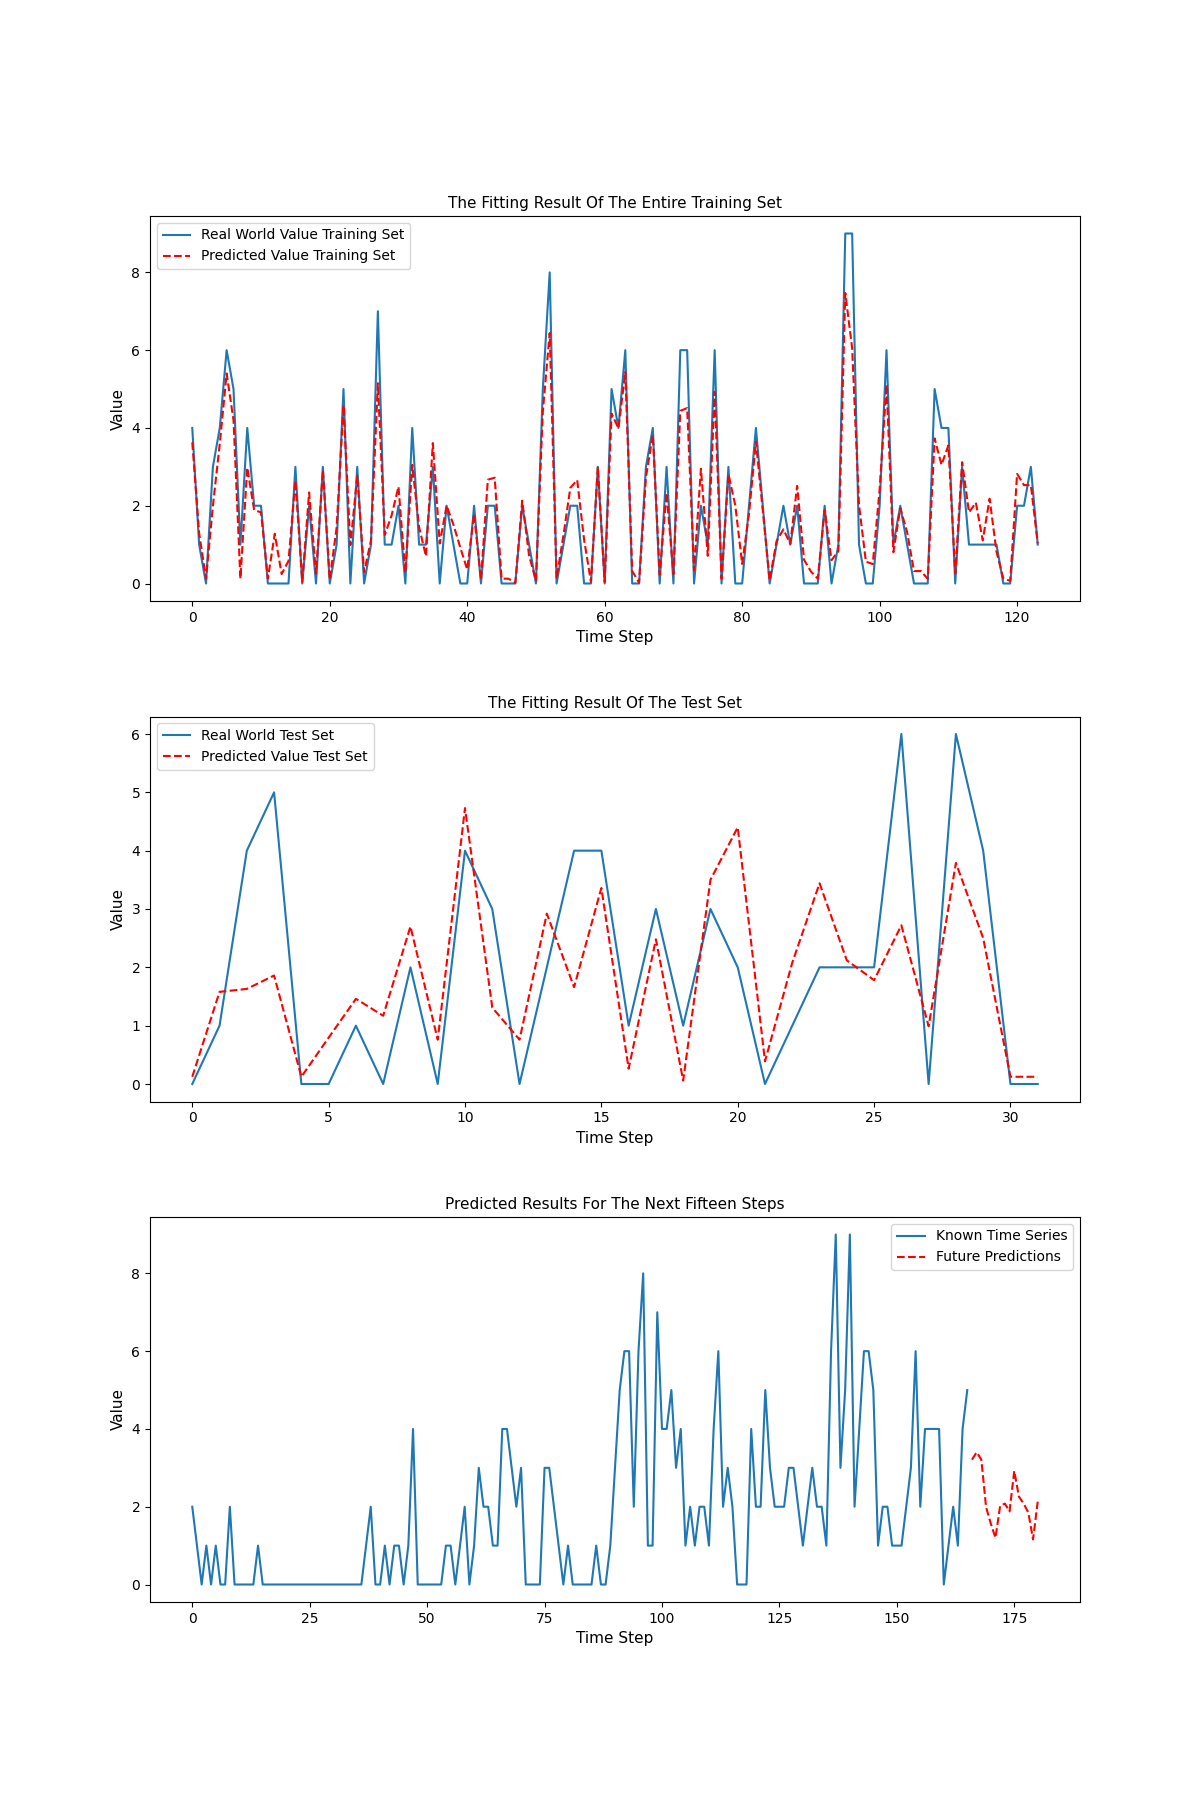 The Fitting Result Of The Entire Training Set
Real World Value Training Set
Predicted Value Training Set
Value
8
6
4
2
0
0 20 40 60 80 100 120
Time Step
The Fitting Result Of The Test Set
Real World Test Set
Predicted Value Test Set
Value
6
5
4
3
2
1
0
0 5 10 15 20 25 30
Time Step
Predicted Results For The Next Fifteen Steps
Known Time Series
Future Predictions
Value
8
6
4
2
0
0 25 50 75 100 125 150 175
Time Step